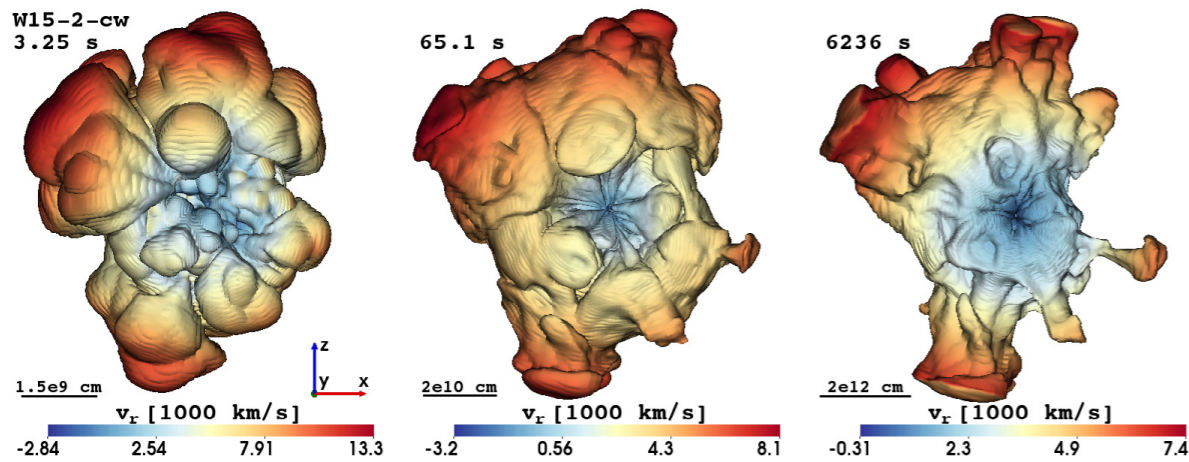 W15-2-cw
3.25 s
65.1 s
6236 s
z
y x
1.5e9 cm
2e10 cm
2e12 cm
v_r [1000 km/s]
-2.84 2.54 7.91 13.3
v_r [1000 km/s]
-3.2 0.56 4.3 8.1
v_r [1000 km/s]
-0.31 2.3 4.9 7.4